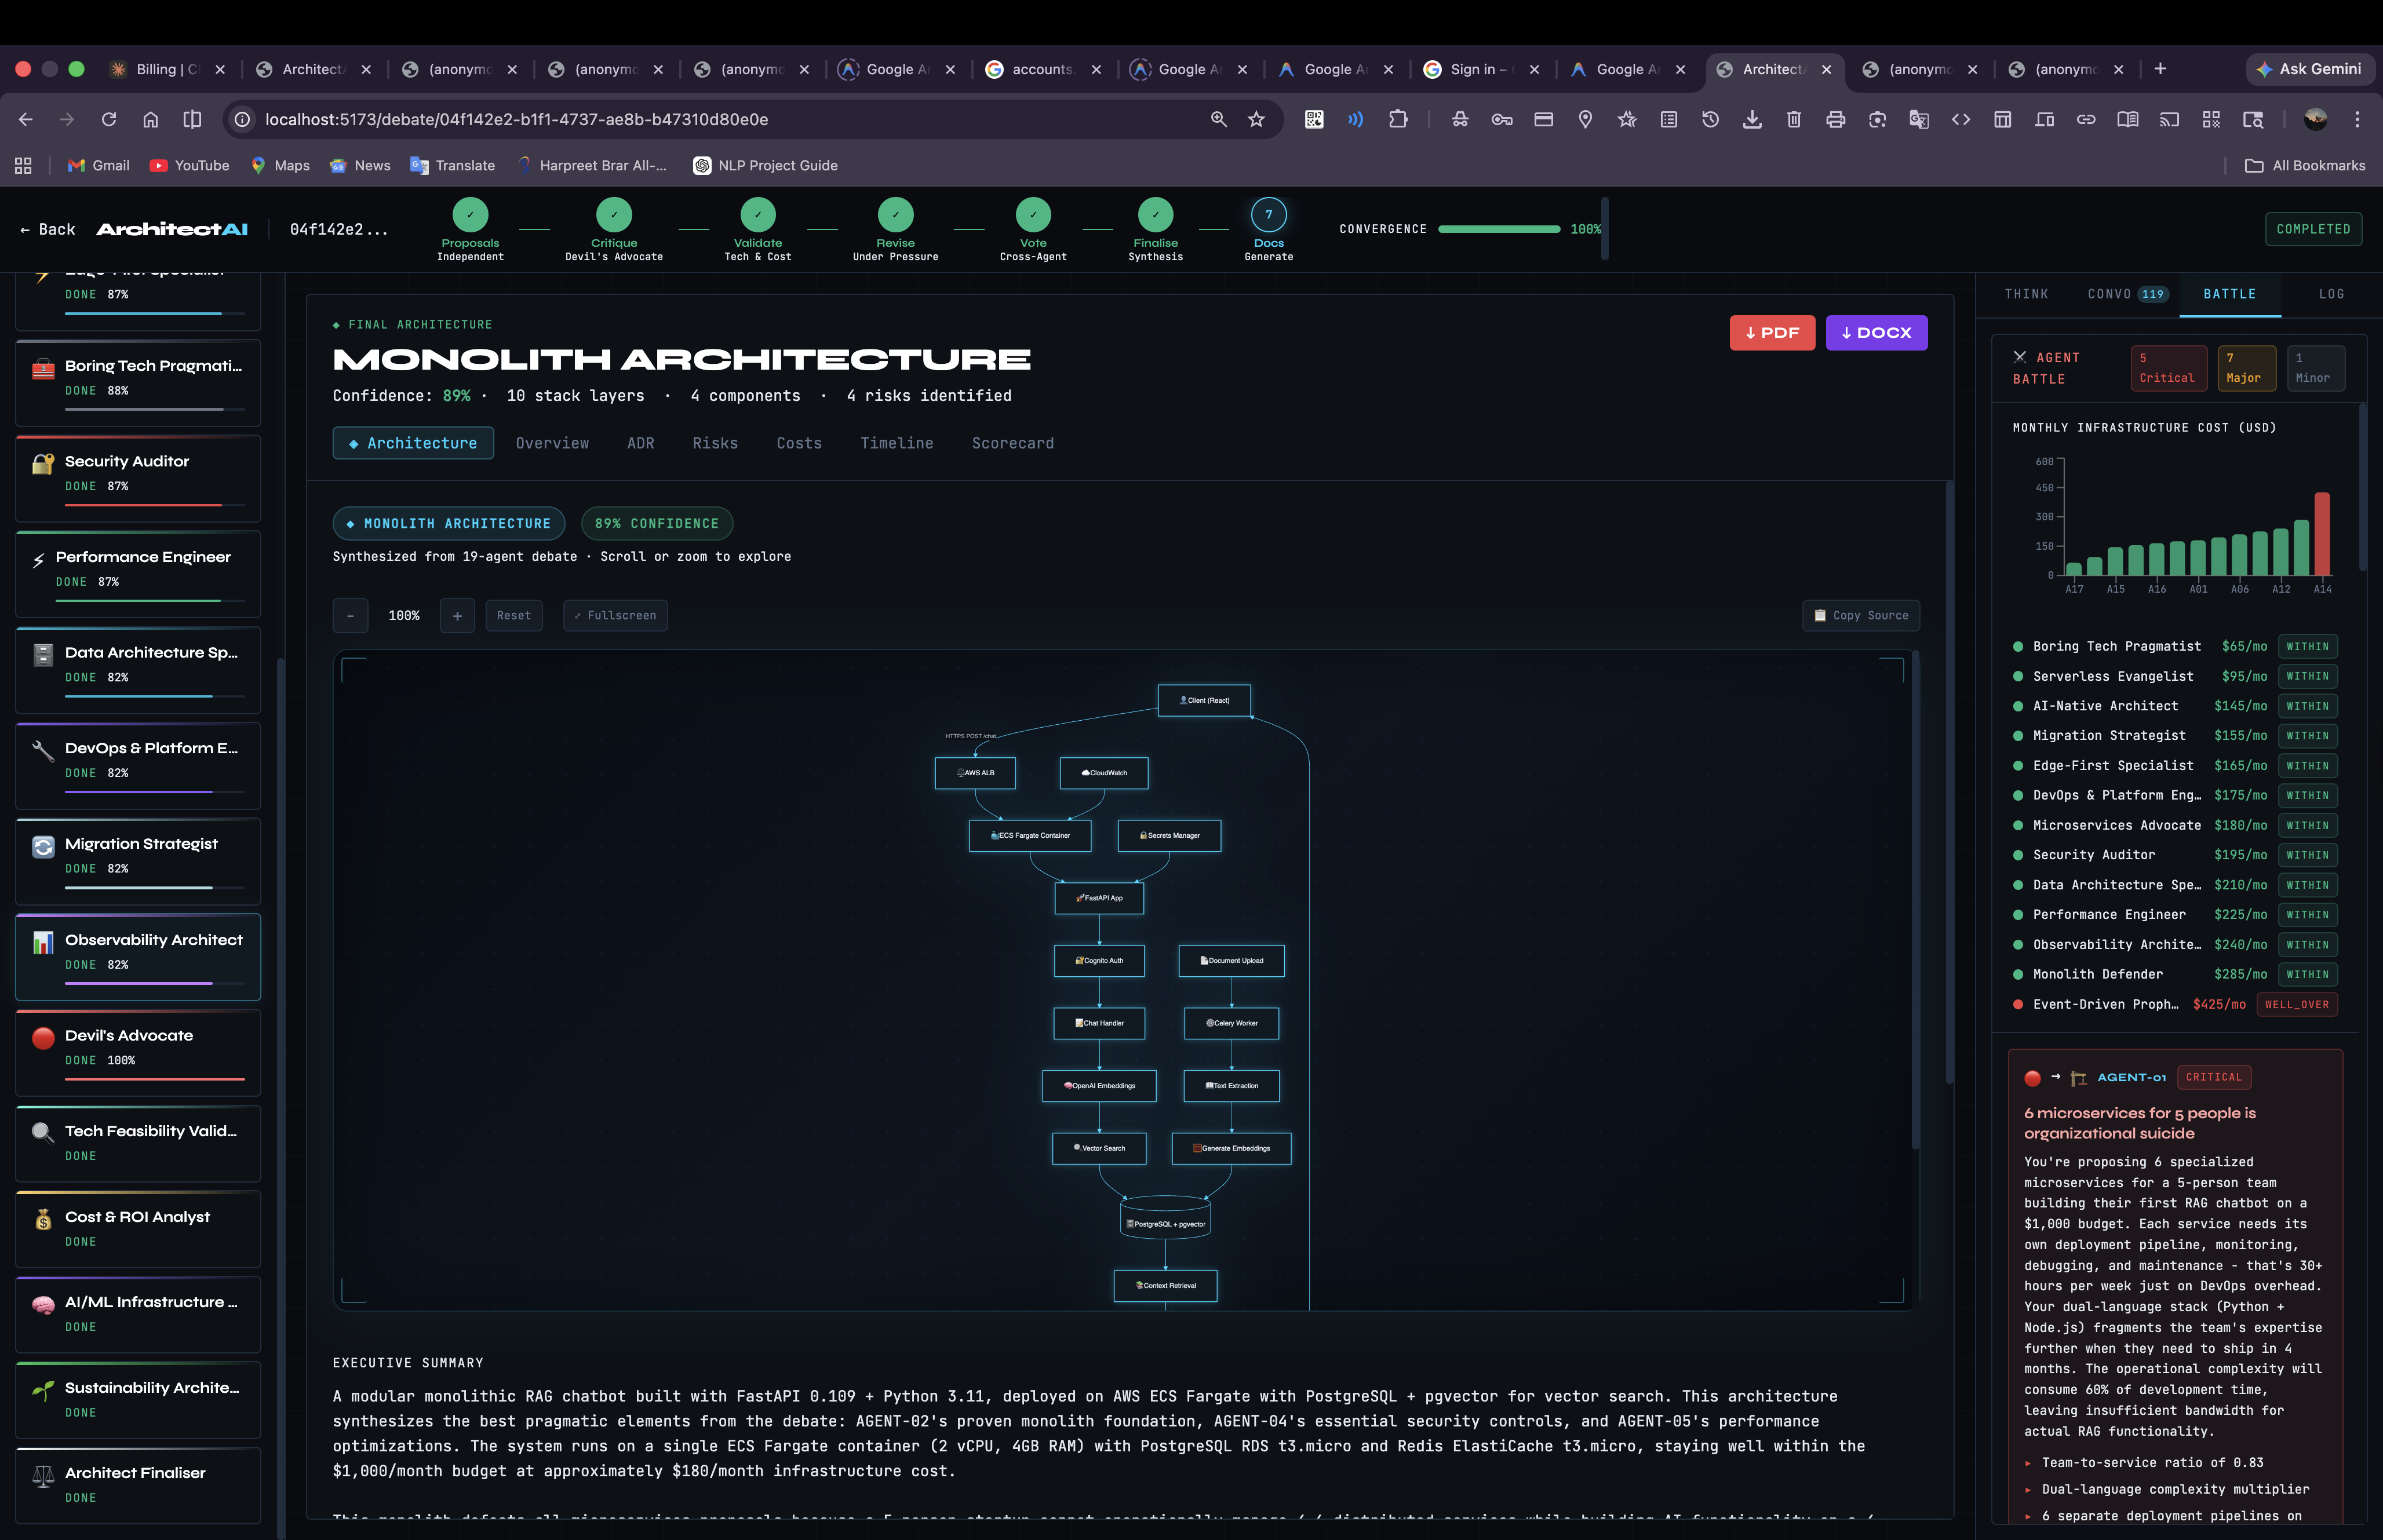 Billing | Cl
Architect
(anonymo
(anonymo
(anonymo
Google Ar
accounts.
Google Ar
Google Ar
Sign in –
Google Ar
Architect
(anonymo
(anonymo
Ask Gemini
localhost:5173/debate/04f142e2-b1f1-4737-ae8b-b47310d80e0e
Gmail
YouTube
Maps
News
Translate
Harpreet Brar All-...
NLP Project Guide
All Bookmarks
← Back
ArchitectAI
04f142e2...
✓ Proposals
Independent
✓ Critique
Devil's Advocate
✓ Validate
Tech & Cost
✓ Revise
Under Pressure
✓ Vote
Cross-Agent
✓ Finalise
Synthesis
7 Docs
Generate
CONVERGENCE 100%
COMPLETED
DONE 87%
Boring Tech Pragmati...
DONE 88%
Security Auditor
DONE 87%
Performance Engineer
DONE 87%
Data Architecture Sp...
DONE 82%
DevOps & Platform E...
DONE 82%
Migration Strategist
DONE 82%
Observability Architect
DONE 82%
Devil's Advocate
DONE 100%
Tech Feasibility Valid...
DONE
Cost & ROI Analyst
DONE
AI/ML Infrastructure ...
DONE
Sustainability Archite...
DONE
Architect Finaliser
DONE
◆ FINAL ARCHITECTURE
MONOLITH ARCHITECTURE
Confidence: 89% · 10 stack layers · 4 components · 4 risks identified
↓ PDF
↓ DOCX
◈ Architecture
Overview
ADR
Risks
Costs
Timeline
Scorecard
◆ MONOLITH ARCHITECTURE
89% CONFIDENCE
Synthesized from 19-agent debate · Scroll or zoom to explore
-
100%
+
Reset
⤢ Fullscreen
Copy Source
Client (React)
HTTPS POST /chat
AWS ALB
CloudWatch
ECS Fargate Container
Secrets Manager
FastAPI App
Cognito Auth
Document Upload
Chat Handler
Celery Worker
OpenAI Embeddings
Text Extraction
Vector Search
Generate Embeddings
PostgreSQL + pgvector
Context Retrieval
EXECUTIVE SUMMARY
A modular monolithic RAG chatbot built with FastAPI 0.109 + Python 3.11, deployed on AWS ECS Fargate with PostgreSQL + pgvector for vector search. This architecture
synthesizes the best pragmatic elements from the debate: AGENT-02's proven monolith foundation, AGENT-04's essential security controls, and AGENT-05's performance
optimizations. The system runs on a single ECS Fargate container (2 vCPU, 4GB RAM) with PostgreSQL RDS t3.micro and Redis ElastiCache t3.micro, staying well within the
$1,000/month budget at approximately $180/month infrastructure cost.
THINK
CONVO 119
BATTLE
LOG
⚔ AGENT
BATTLE
5
Critical
7
Major
1
Minor
MONTHLY INFRASTRUCTURE COST (USD)
600
450
300
150
0
A17 A15 A16 A01 A06 A12 A14
Boring Tech Pragmatist $65/mo WITHIN
Serverless Evangelist $95/mo WITHIN
AI-Native Architect $145/mo WITHIN
Migration Strategist $155/mo WITHIN
Edge-First Specialist $165/mo WITHIN
DevOps & Platform Eng… $175/mo WITHIN
Microservices Advocate $180/mo WITHIN
Security Auditor $195/mo WITHIN
Data Architecture Spe… $210/mo WITHIN
Performance Engineer $225/mo WITHIN
Observability Archite… $240/mo WITHIN
Monolith Defender $285/mo WITHIN
Event-Driven Proph… $425/mo WELL_OVER
→ AGENT-01 CRITICAL
6 microservices for 5 people is
organizational suicide
You're proposing 6 specialized
microservices for a 5-person team
building their first RAG chatbot on a
$1,000 budget. Each service needs its
own deployment pipeline, monitoring,
debugging, and maintenance - that's 30+
hours per week just on DevOps overhead.
Your dual-language stack (Python +
Node.js) fragments the team's expertise
further when they need to ship in 4
months. The operational complexity will
consume 60% of development time,
leaving insufficient bandwidth for
actual RAG functionality.
▸ Team-to-service ratio of 0.83
▸ Dual-language complexity multiplier
▸ 6 separate deployment pipelines on